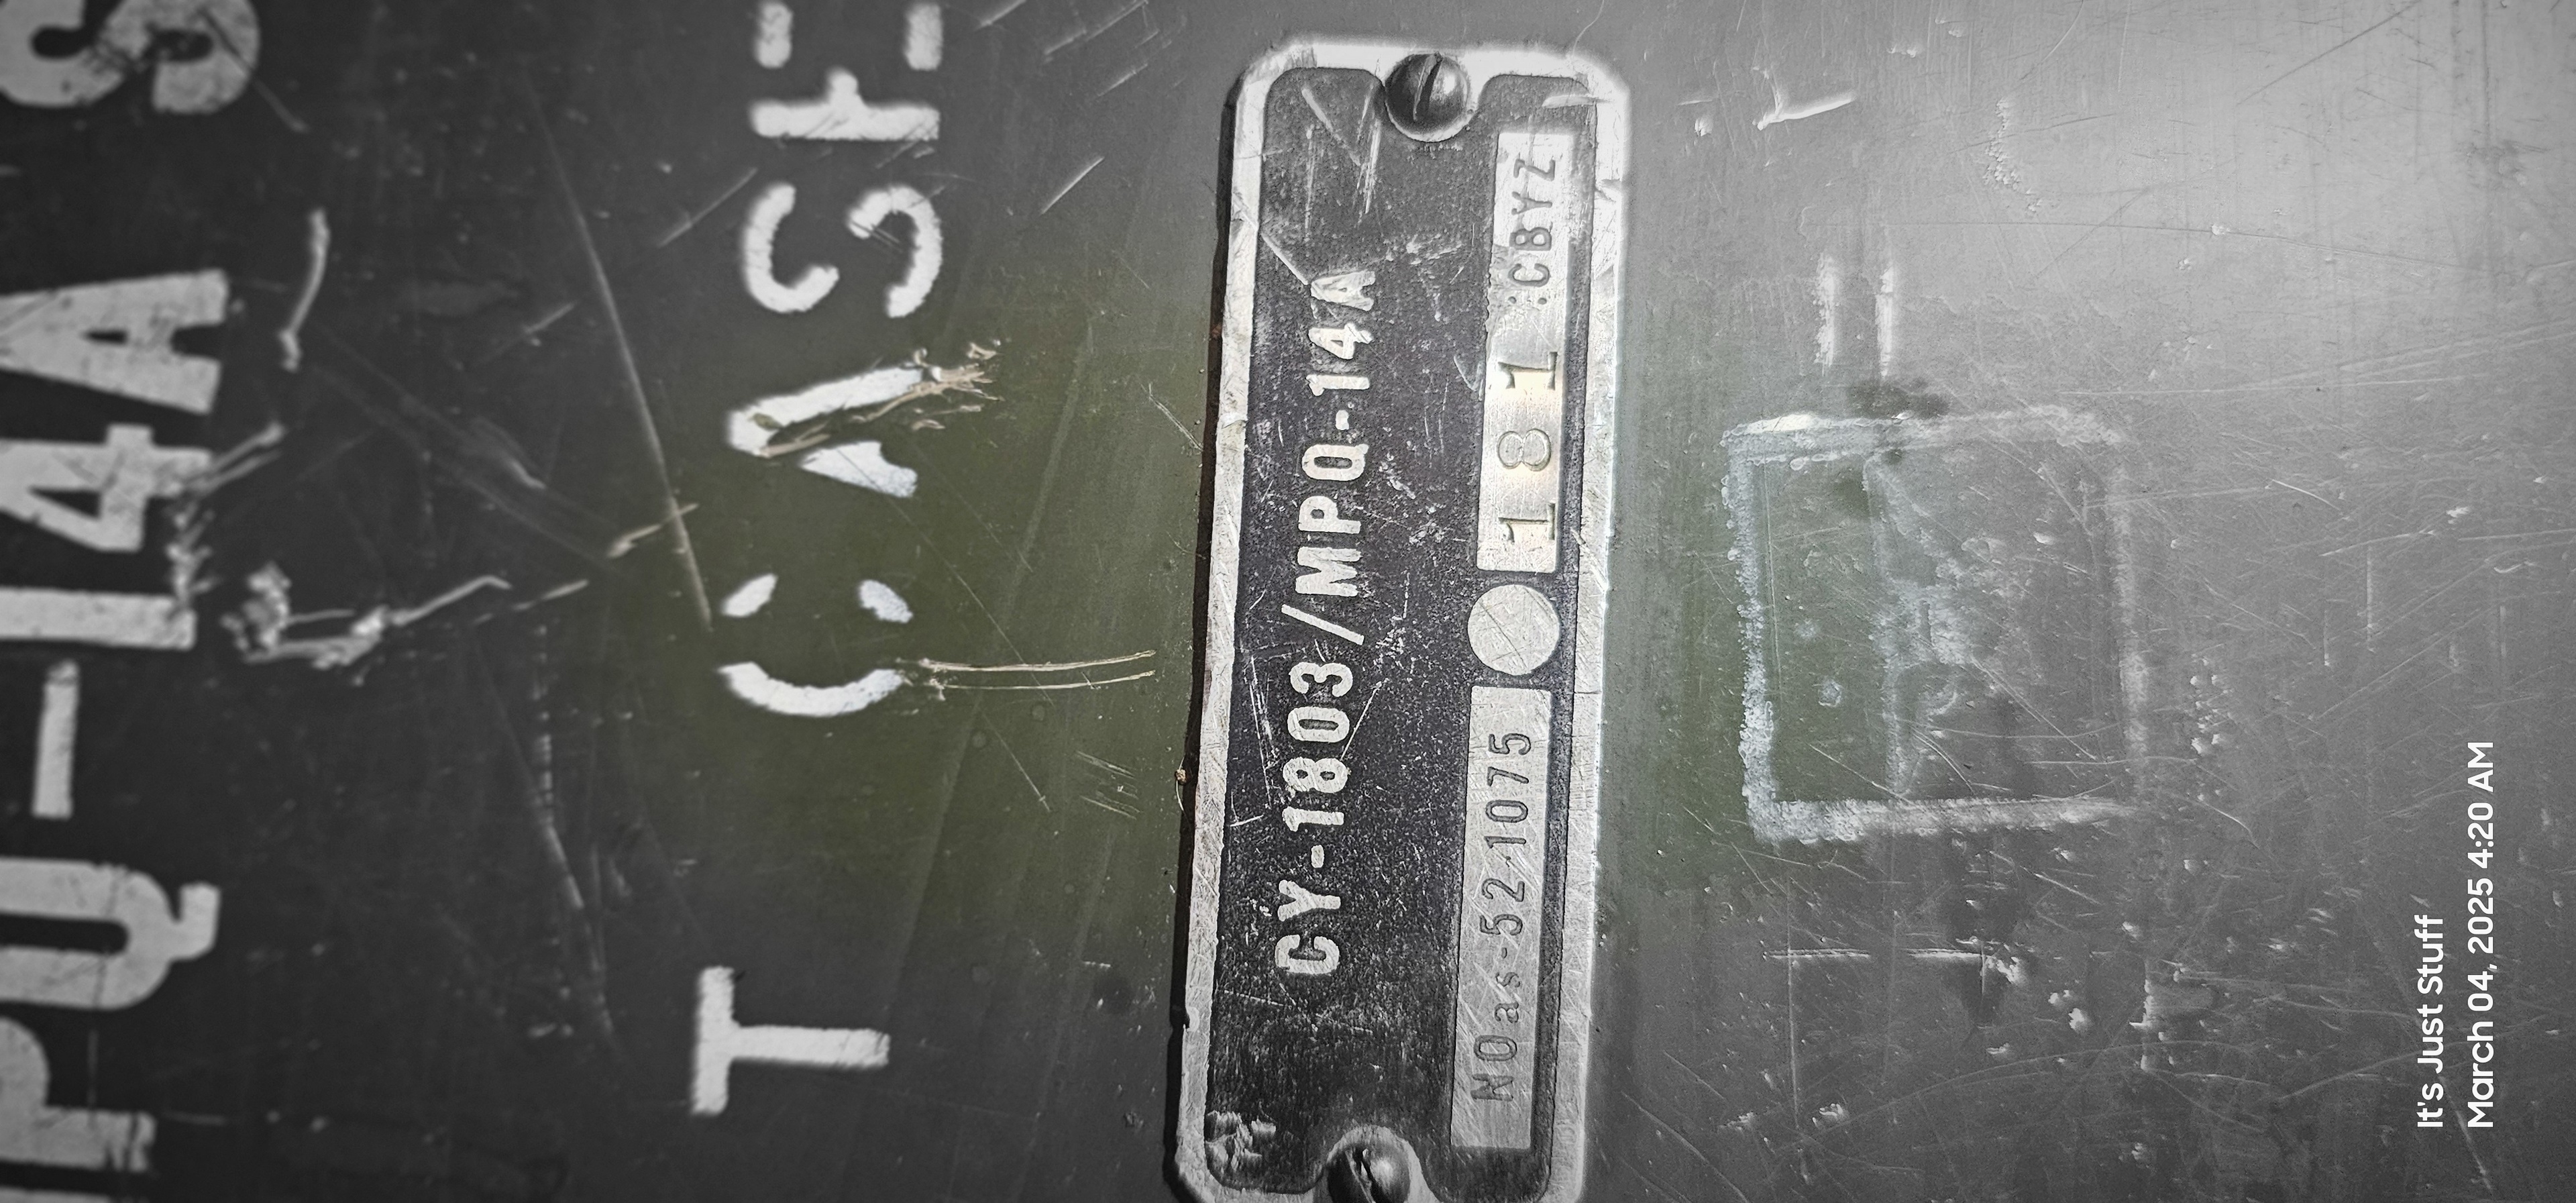 MPQ-14A S
T CASE
CY-1803/MPQ-14A
NOas-52-1075 181 :CBYZ
It's Just Stuff
March 04, 2025 4:20 AM